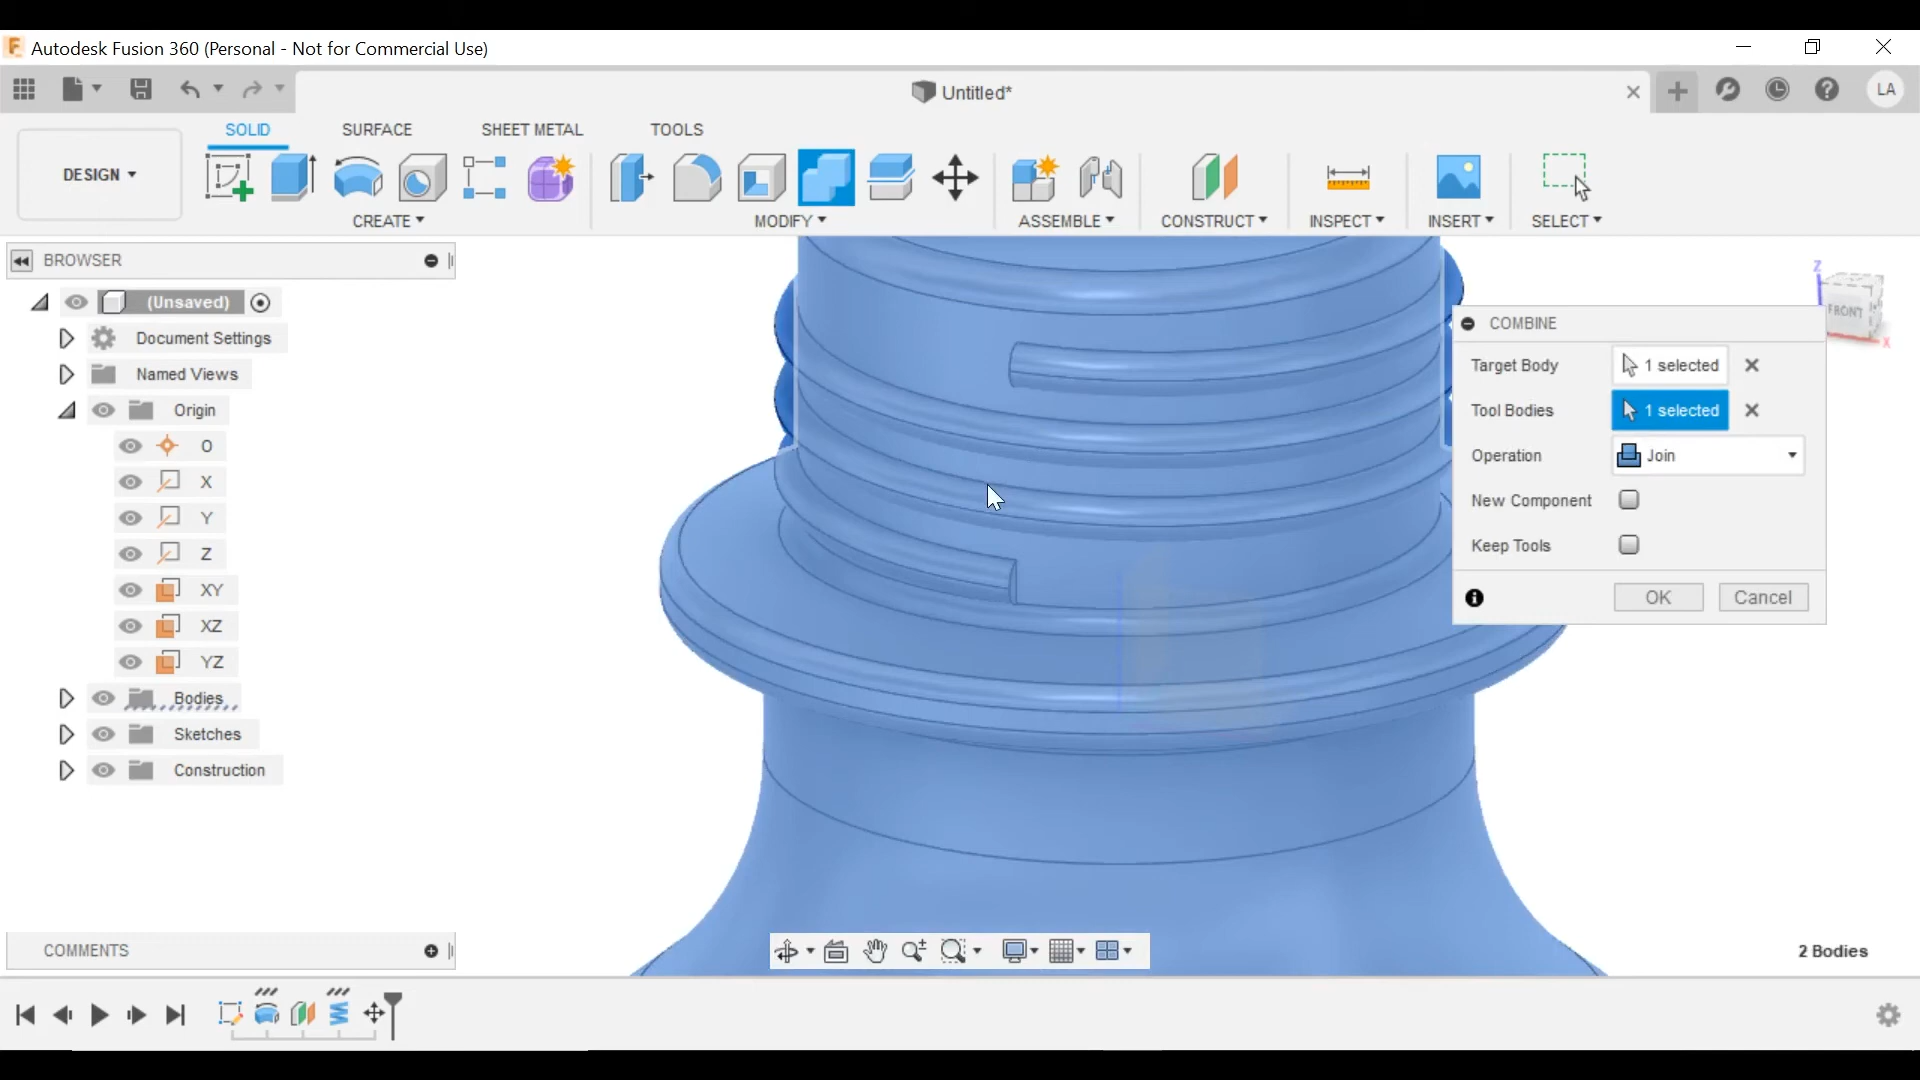 Autodesk Fusion 360 (Personal - Not for Commercial Use)
Untitled*
LA
SOLID
SURFACE
SHEET METAL
TOOLS
DESIGN
CREATE
MODIFY
ASSEMBLE
CONSTRUCT
INSPECT
INSERT
SELECT
BROWSER
(Unsaved)
Document Settings
Named Views
Origin
O
X
Y
Z
XY
XZ
YZ
Bodies
Sketches
Construction
Z
FRONT
X
COMBINE
Target Body 1 selected
Tool Bodies 1 selected
Operation Join
New Component
Keep Tools
OK Cancel
COMMENTS
2 Bodies